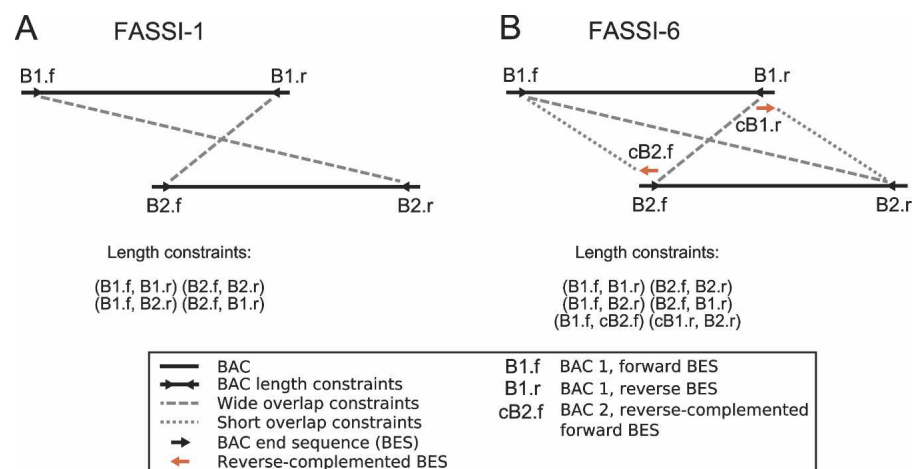 A FASSI-1
B FASSI-6
B1.f B1.r
B2.f B2.r
B1.f B1.r
cB1.r
cB2.f
B2.f B2.r
Length constraints:
(B1.f, B1.r) (B2.f, B2.r)
(B1.f, B2.r) (B2.f, B1.r)
Length constraints:
(B1.f, B1.r) (B2.f, B2.r)
(B1.f, B2.r) (B2.f, B1.r)
(B1.f, cB2.f) (cB1.r, B2.r)
BAC
BAC length constraints
Wide overlap constraints
Short overlap constraints
BAC end sequence (BES)
Reverse-complemented BES
B1.f BAC 1, forward BES
B1.r BAC 1, reverse BES
cB2.f BAC 2, reverse-complemented
forward BES